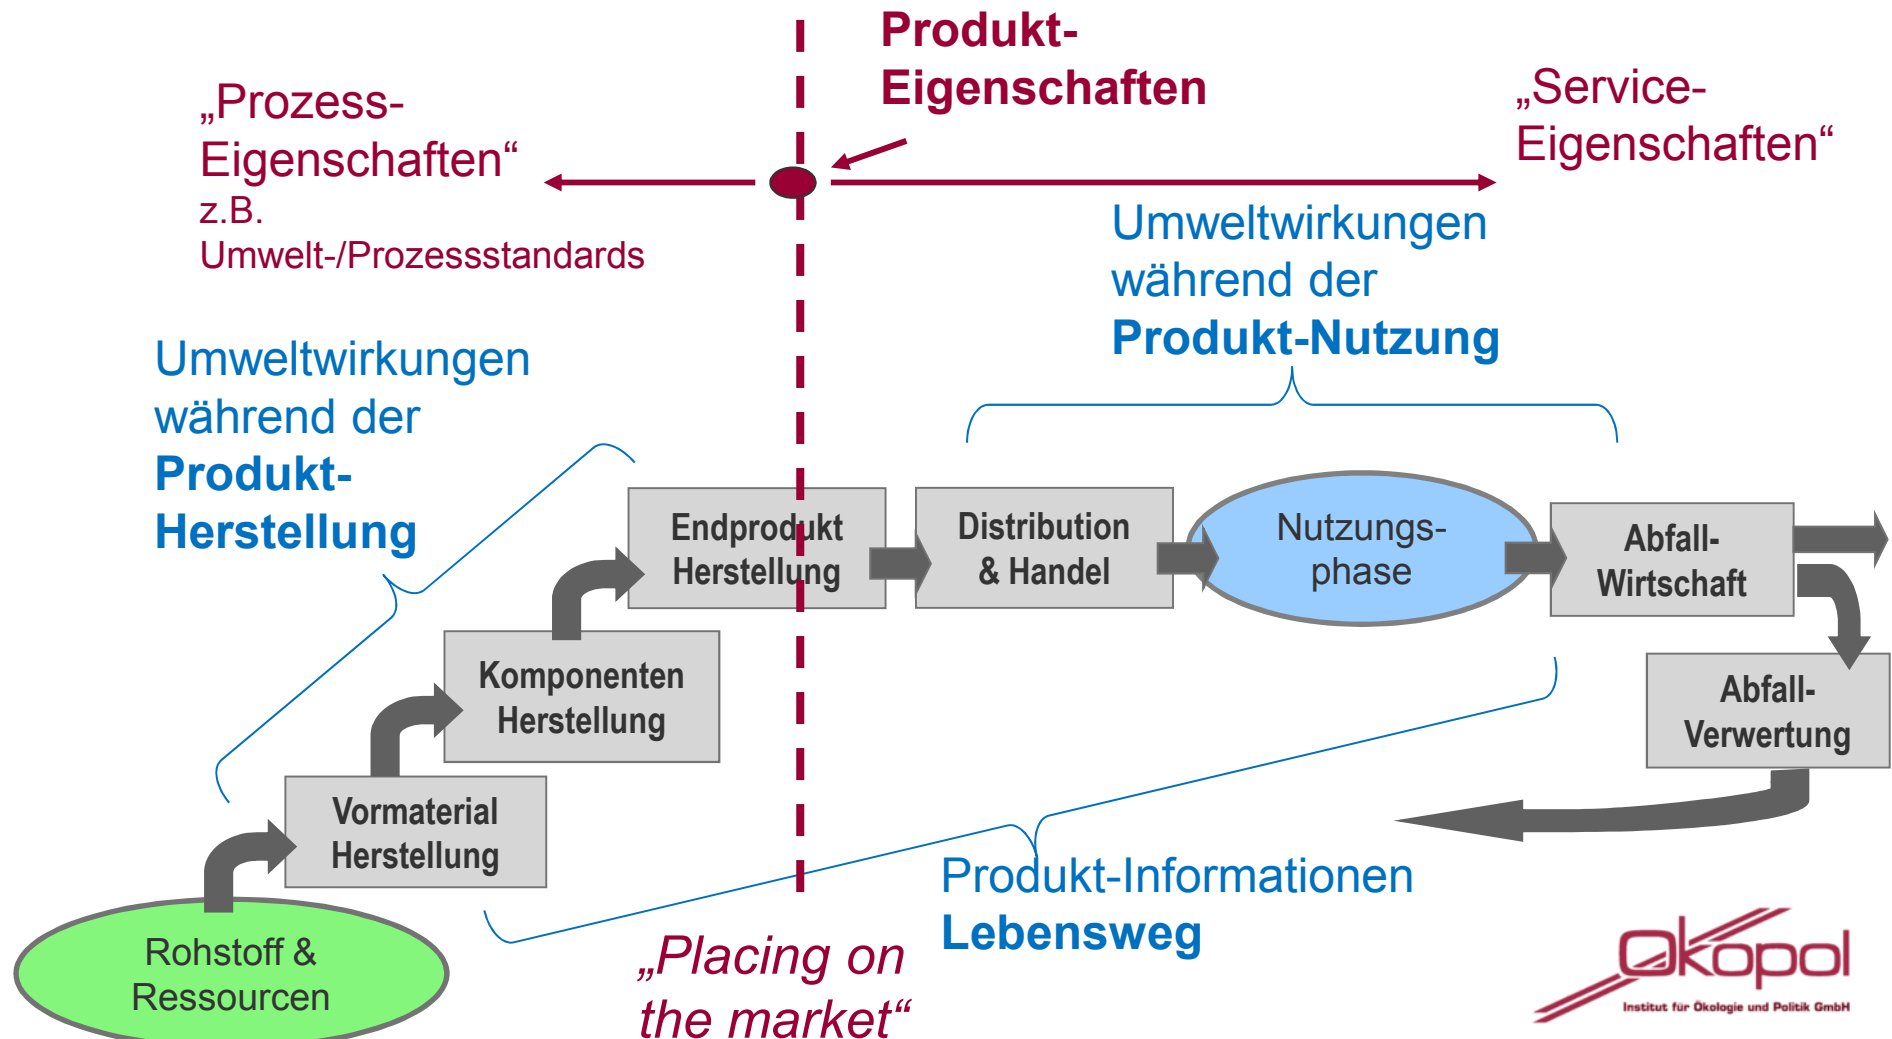 Produkt-
Eigenschaften
„Prozess-
Eigenschaften“
z.B.
Umwelt-/Prozessstandards
„Service-
Eigenschaften“
Umweltwirkungen
während der
Produkt-Nutzung
Umweltwirkungen
während der
Produkt-
Herstellung
Endprodukt
Herstellung
Distribution
& Handel
Nutzungs-
phase
Abfall-
Wirtschaft
Komponenten
Herstellung
Abfall-
Verwertung
Vormaterial
Herstellung
Produkt-Informationen
Lebensweg
Rohstoff &
Ressourcen
„Placing on
the market“
Ökopol
Institut für Ökologie und Politik GmbH